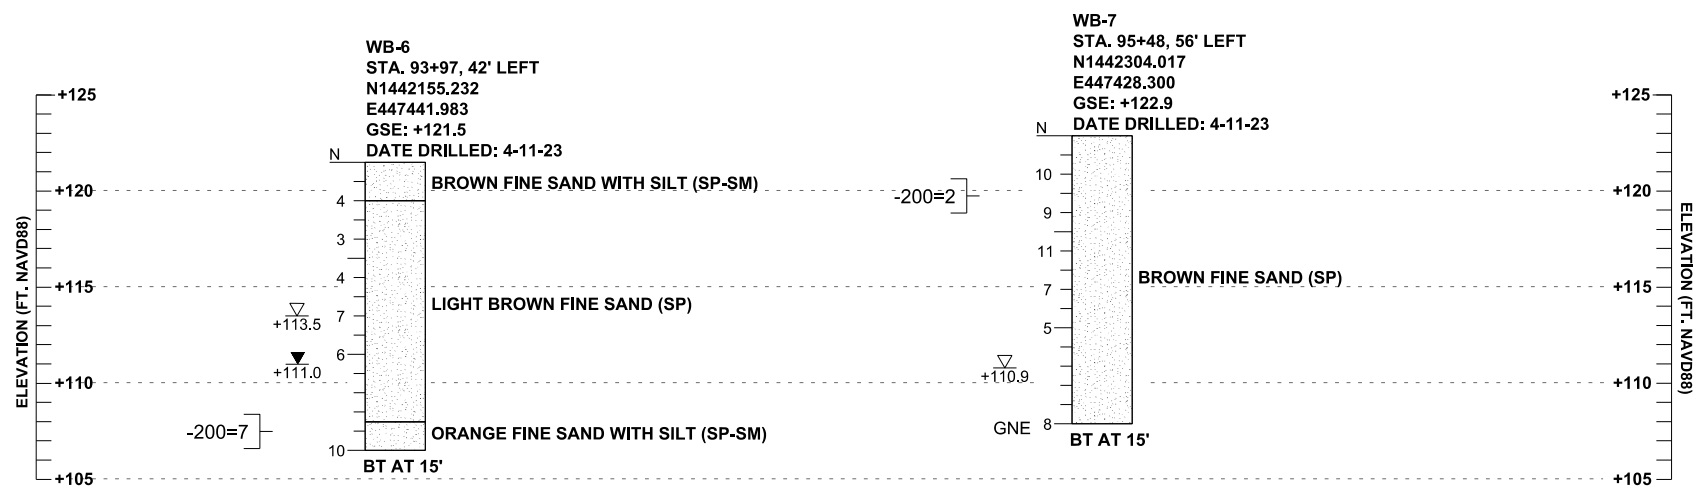 WB-6
STA. 93+97, 42' LEFT
N1442155.232
E447441.983
GSE: +121.5
DATE DRILLED: 4-11-23
WB-7
STA. 95+48, 56' LEFT
N1442304.017
E447428.300
GSE: +122.9
DATE DRILLED: 4-11-23
ELEVATION (FT. NAVD88)
+125
+120
+115
+110
+105
N
4
3
4
7
6
10
BROWN FINE SAND WITH SILT (SP-SM)
LIGHT BROWN FINE SAND (SP)
ORANGE FINE SAND WITH SILT (SP-SM)
+113.5
+111.0
-200=7
BT AT 15'
N
10
9
11
7
5
8
-200=2
BROWN FINE SAND (SP)
+110.9
GNE
BT AT 15'
+125
+120
+115
+110
+105
ELEVATION (FT. NAVD88)